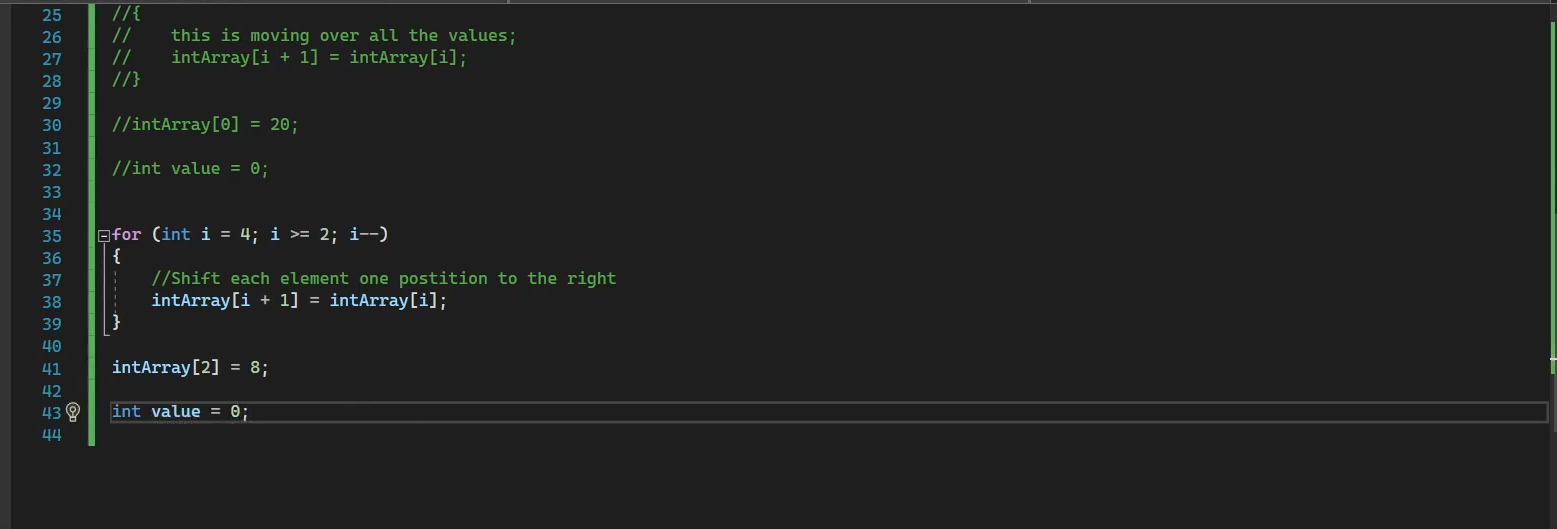 25 //{
26 //    this is moving over all the values;
27 //    intArray[i + 1] = intArray[i];
28 //}
29
30 //intArray[0] = 20;
31
32 //int value = 0;
33
34
35 for (int i = 4; i >= 2; i--)
36 {
37     //Shift each element one postition to the right
38     intArray[i + 1] = intArray[i];
39 }
40
41 intArray[2] = 8;
42
43 int value = 0;
44